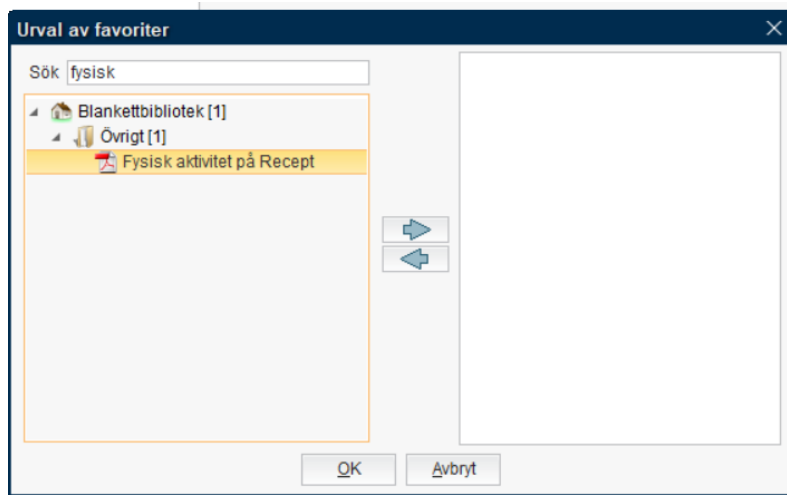 Urval av favoriter
Sök fysisk
Blankettbibliotek [1]
Övrigt [1]
Fysisk aktivitet på Recept
OK Avbryt